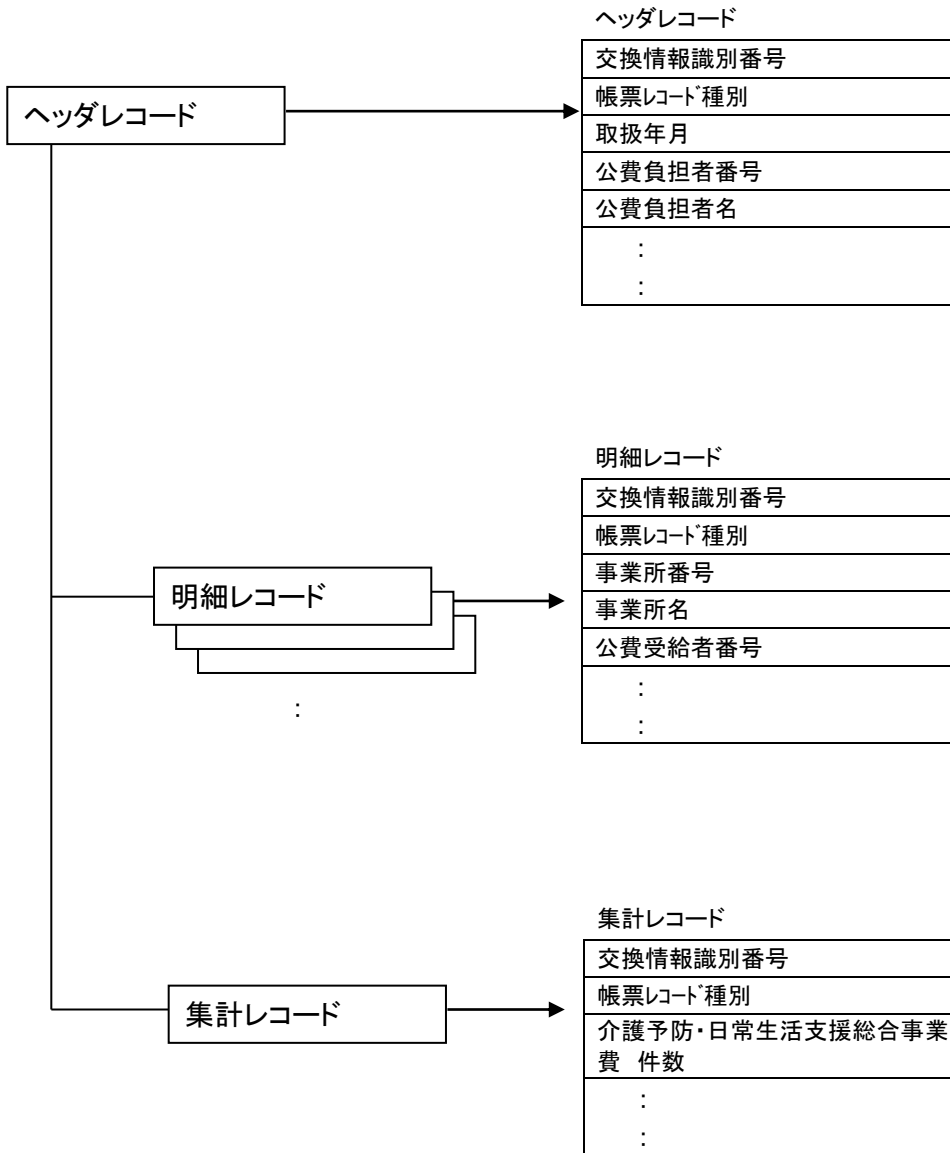 ヘッダレコード
交換情報識別番号
帳票ﾚｺｰﾄﾞ種別
取扱年月
公費負担者番号
公費負担者名
:
:
ヘッダレコード
明細レコード
交換情報識別番号
帳票ﾚｺｰﾄﾞ種別
事業所番号
事業所名
公費受給者番号
:
:
明細レコード
:
集計レコード
交換情報識別番号
帳票ﾚｺｰﾄﾞ種別
介護予防・日常生活支援総合事業
費 件数
:
:
集計レコード